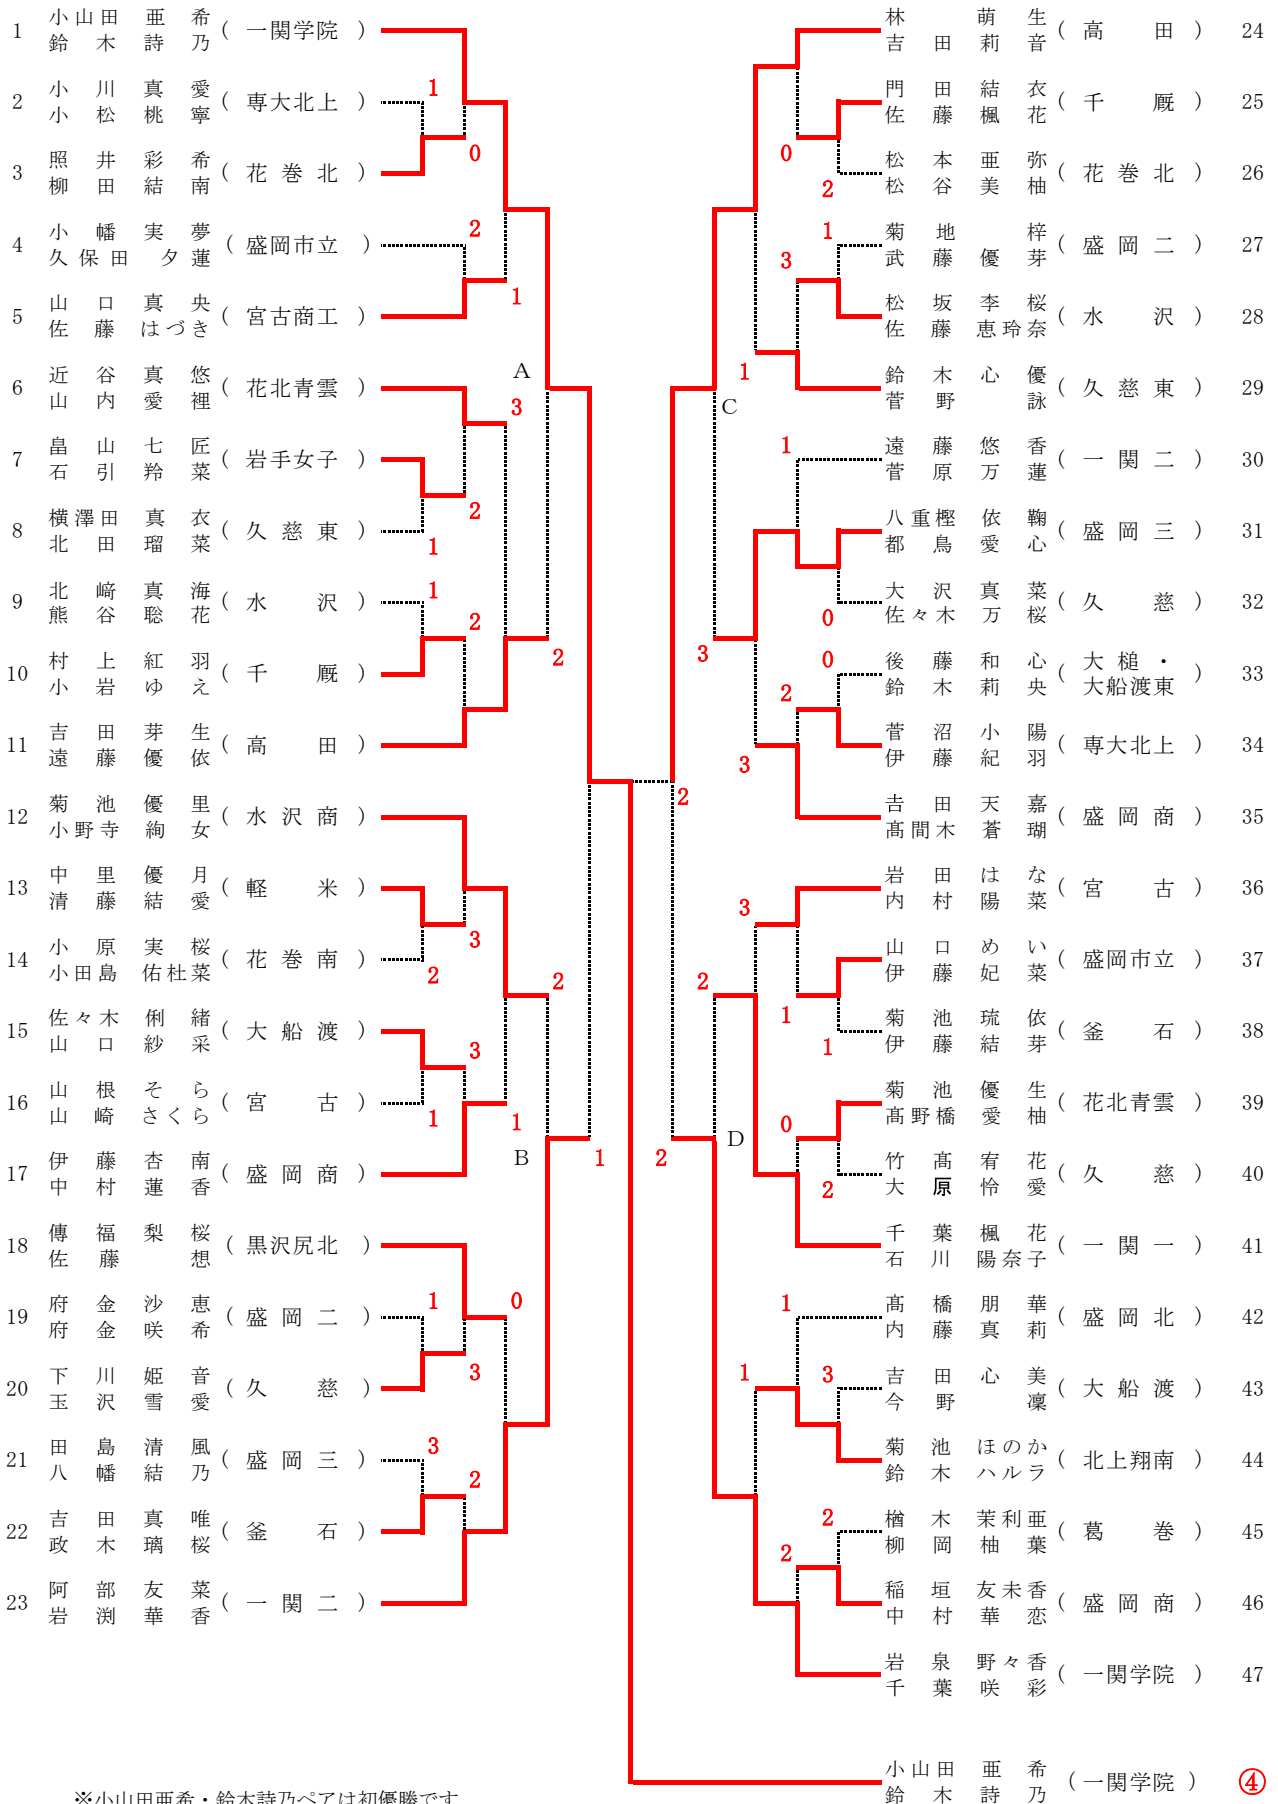 1 小山田 亜希 鈴木 詩乃 ( 一関学院 )
2 小川 真愛 小松 桃寧 ( 専大北上 )
3 照井 彩希 柳田 結南 ( 花巻北 )
4 小幡 実夢 久保田 夕蓮 ( 盛岡市立 )
5 山口 真央 佐藤 はづき ( 宮古商工 )
6 近谷 真悠 山内 愛裡 ( 花北青雲 )
7 畠山 七匠 石引 羚菜 ( 岩手女子 )
8 横澤田 真衣 北田 瑠菜 ( 久慈東 )
9 北﨑 真海 熊谷 聡花 ( 水沢 )
10 村上 紅羽 小岩 ゆえ ( 千厩 )
11 吉田 芽生 遠藤 優依 ( 高田 )
12 菊池 優里 小野寺 絢女 ( 水沢商 )
13 中里 優月 清藤 結愛 ( 軽米 )
14 小原 実桜 小田島 佑杜菜 ( 花巻南 )
15 佐々木 俐緒 山口 紗采 ( 大船渡 )
16 山根 そら 山崎 さくら ( 宮古 )
17 伊藤 杏南 中村 蓮香 ( 盛岡商 )
18 傳福 梨桜 佐藤 想 ( 黒沢尻北 )
19 府金 沙恵 府金 咲希 ( 盛岡二 )
20 下川 姫音 玉沢 雪愛 ( 久慈 )
21 田島 清風 八幡 結乃 ( 盛岡三 )
22 吉田 真唯 政木 璃桜 ( 釜石 )
23 阿部 友菜 岩渕 華香 ( 一関二 )
1
0
2
1
A
3
2
1
1
2
2
3
2
2
3
1
1
B
1
1
0
3
3
2
2
2
0
2
1
3
1
C
1
0
3
0
2
3
3
2
1
1
D
0
2
1
1
3
2
2
林 萌生 吉田 莉音 ( 高田 ) 24
門田 結衣 佐藤 楓花 ( 千厩 ) 25
松本 亜弥 松谷 美柚 ( 花巻北 ) 26
菊地 梓 武藤 優芽 ( 盛岡二 ) 27
松坂 李桜 佐藤 恵玲奈 ( 水沢 ) 28
鈴木 心優 菅野 詠 ( 久慈東 ) 29
遠藤 悠香 菅原 万蓮 ( 一関二 ) 30
八重樫 依鞠 都鳥 愛心 ( 盛岡三 ) 31
大沢 真菜 佐々木 万桜 ( 久慈 ) 32
後藤 和心 鈴木 莉央 ( 大槌・大船渡東 ) 33
菅沼 小陽 伊藤 紀羽 ( 専大北上 ) 34
吉田 天嘉 髙間木 蒼瑚 ( 盛岡商 ) 35
岩田 はな 内村 陽菜 ( 宮古 ) 36
山口 めい 伊藤 妃菜 ( 盛岡市立 ) 37
菊池 琉依 伊藤 結芽 ( 釜石 ) 38
菊池 優生 髙野橋 愛柚 ( 花北青雲 ) 39
竹髙 宥花 大原 怜愛 ( 久慈 ) 40
千葉 楓花 石川 陽奈子 ( 一関一 ) 41
髙橋 朋華 内藤 真莉 ( 盛岡北 ) 42
吉田 心美 今野 凜 ( 大船渡 ) 43
菊池 ほのか 鈴木 ハルラ ( 北上翔南 ) 44
楢木 茉利亜 柳岡 柚葉 ( 葛巻 ) 45
稲垣 友未香 中村 華恋 ( 盛岡商 ) 46
岩泉 野々香 千葉 咲彩 ( 一関学院 ) 47
小山田 亜希 鈴木 詩乃 ( 一関学院 ) ④
※小山田亜希・鈴木詩乃ペアは初優勝です